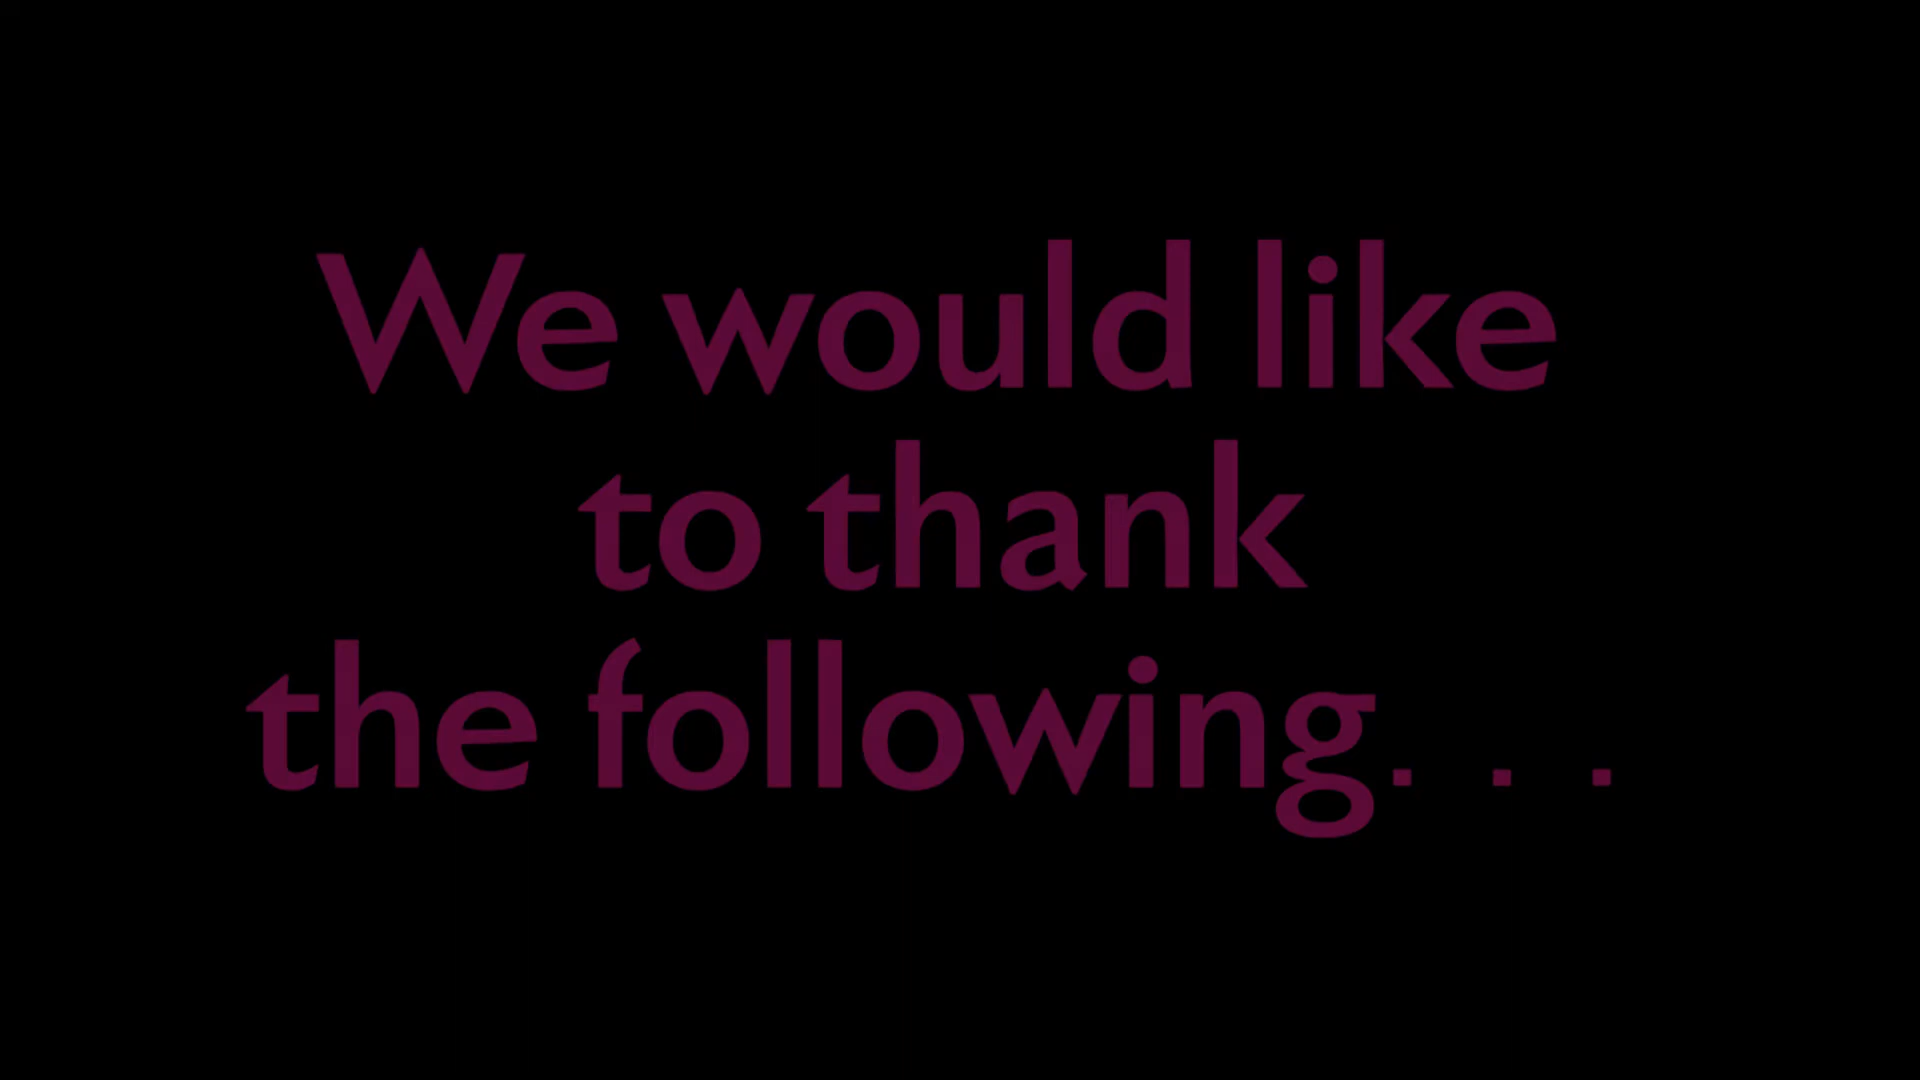 We would like
to thank
the following. . .